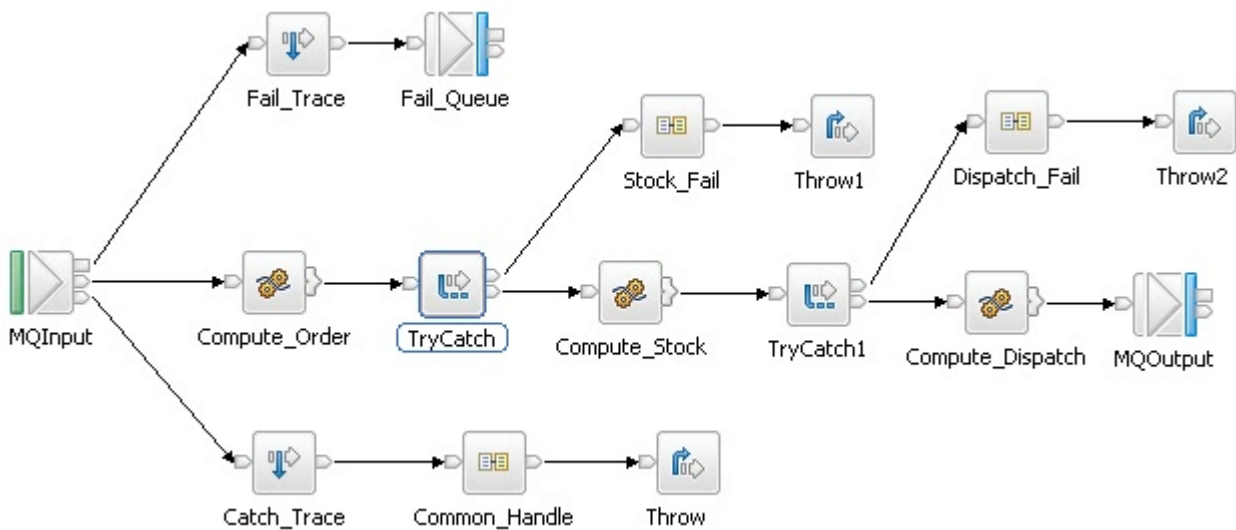 Fail_Trace
Fail_Queue
Stock_Fail
Throw1
Dispatch_Fail
Throw2
MQInput
Compute_Order
TryCatch
Compute_Stock
TryCatch1
Compute_Dispatch
MQOutput
Catch_Trace
Common_Handle
Throw